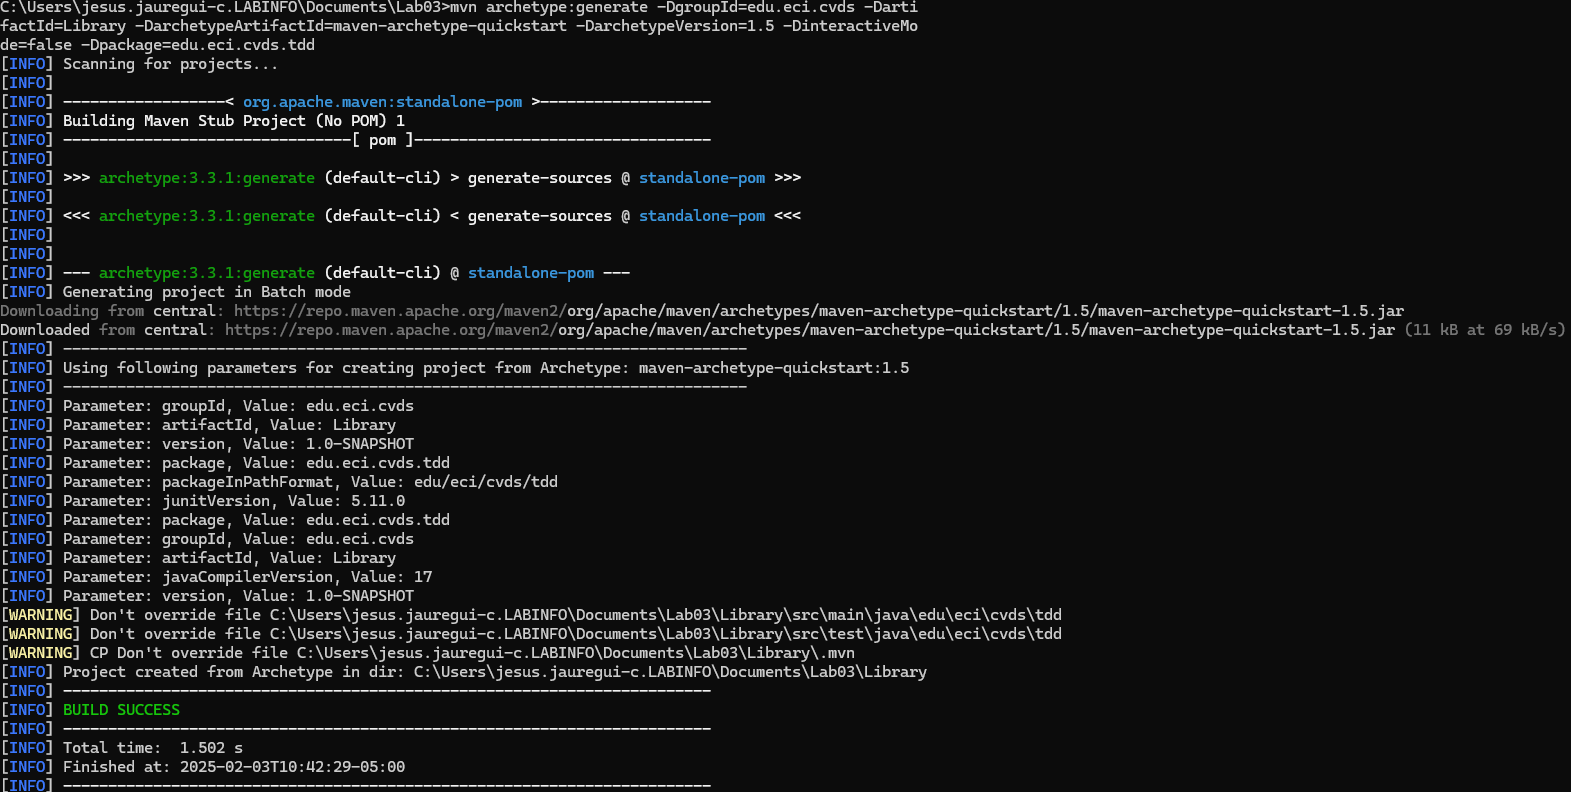 C:\Users\jesus.jauregui-c.LABINFO\Documents\Lab03>mvn archetype:generate -DgroupId=edu.eci.cvds -Darti
factId=Library -DarchetypeArtifactId=maven-archetype-quickstart -DarchetypeVersion=1.5 -DinteractiveMo
de=false -Dpackage=edu.eci.cvds.tdd
[INFO] Scanning for projects...
[INFO]
[INFO] ------------------< org.apache.maven:standalone-pom >-------------------
[INFO] Building Maven Stub Project (No POM) 1
[INFO] --------------------------------[ pom ]---------------------------------
[INFO]
[INFO] >>> archetype:3.3.1:generate (default-cli) > generate-sources @ standalone-pom >>>
[INFO]
[INFO] <<< archetype:3.3.1:generate (default-cli) < generate-sources @ standalone-pom <<<
[INFO]
[INFO]
[INFO] --- archetype:3.3.1:generate (default-cli) @ standalone-pom ---
[INFO] Generating project in Batch mode
Downloading from central: https://repo.maven.apache.org/maven2/org/apache/maven/archetypes/maven-archetype-quickstart/1.5/maven-archetype-quickstart-1.5.jar
Downloaded from central: https://repo.maven.apache.org/maven2/org/apache/maven/archetypes/maven-archetype-quickstart/1.5/maven-archetype-quickstart-1.5.jar (11 kB at 69 kB/s)
[INFO] ----------------------------------------------------------------------------
[INFO] Using following parameters for creating project from Archetype: maven-archetype-quickstart:1.5
[INFO] ----------------------------------------------------------------------------
[INFO] Parameter: groupId, Value: edu.eci.cvds
[INFO] Parameter: artifactId, Value: Library
[INFO] Parameter: version, Value: 1.0-SNAPSHOT
[INFO] Parameter: package, Value: edu.eci.cvds.tdd
[INFO] Parameter: packageInPathFormat, Value: edu/eci/cvds/tdd
[INFO] Parameter: junitVersion, Value: 5.11.0
[INFO] Parameter: package, Value: edu.eci.cvds.tdd
[INFO] Parameter: groupId, Value: edu.eci.cvds
[INFO] Parameter: artifactId, Value: Library
[INFO] Parameter: javaCompilerVersion, Value: 17
[INFO] Parameter: version, Value: 1.0-SNAPSHOT
[WARNING] Don't override file C:\Users\jesus.jauregui-c.LABINFO\Documents\Lab03\Library\src\main\java\edu\eci\cvds\tdd
[WARNING] Don't override file C:\Users\jesus.jauregui-c.LABINFO\Documents\Lab03\Library\src\test\java\edu\eci\cvds\tdd
[WARNING] CP Don't override file C:\Users\jesus.jauregui-c.LABINFO\Documents\Lab03\Library\.mvn
[INFO] Project created from Archetype in dir: C:\Users\jesus.jauregui-c.LABINFO\Documents\Lab03\Library
[INFO] ------------------------------------------------------------------------
[INFO] BUILD SUCCESS
[INFO] ------------------------------------------------------------------------
[INFO] Total time:  1.502 s
[INFO] Finished at: 2025-02-03T10:42:29-05:00
[INFO] ------------------------------------------------------------------------